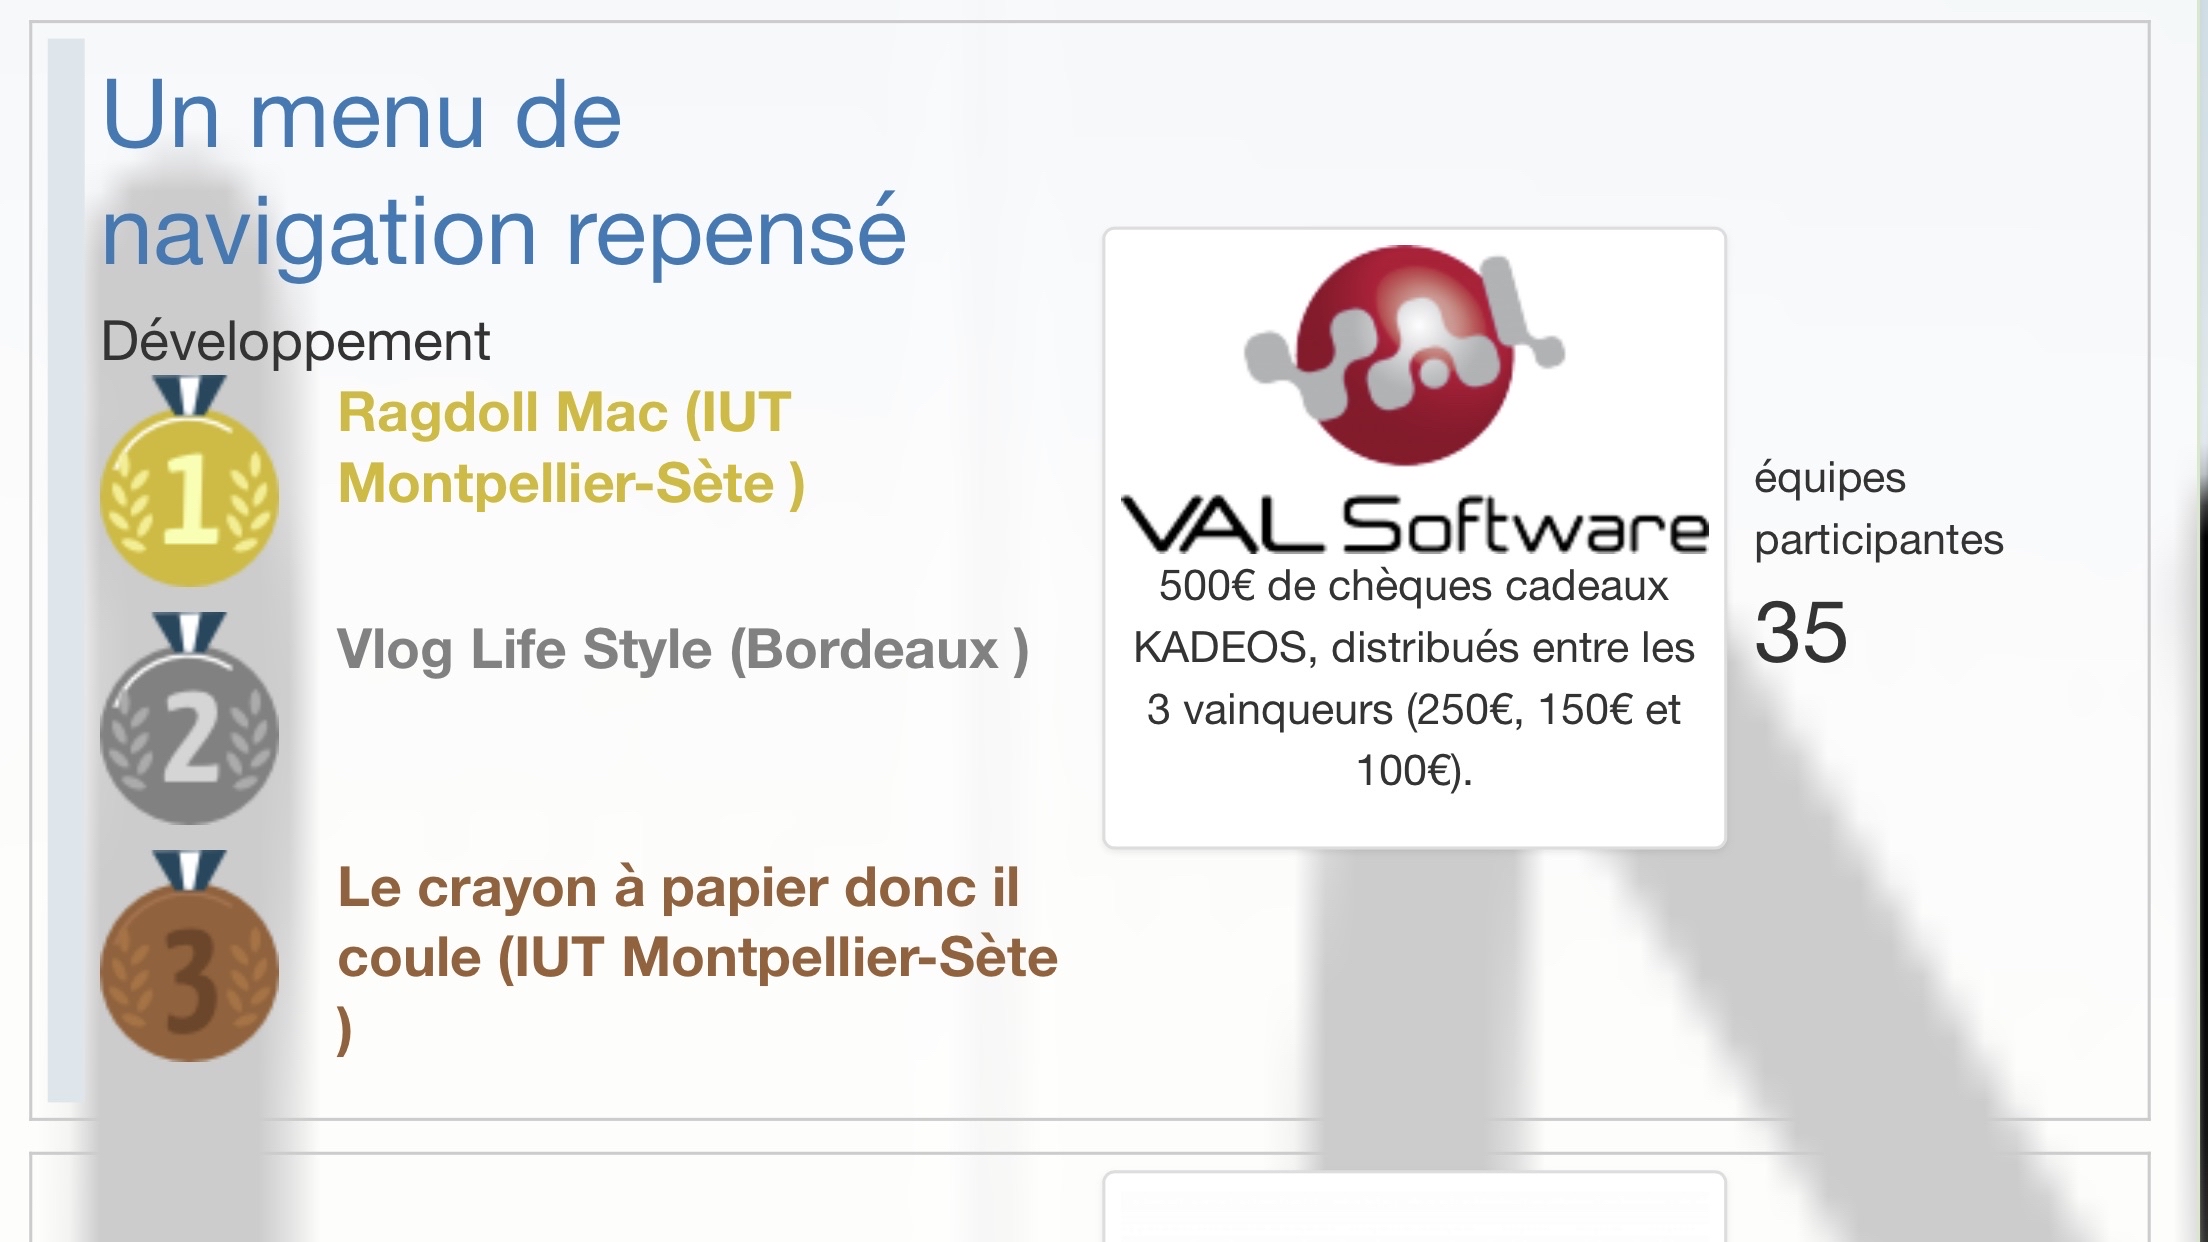 Un menu de
navigation repensé
Développement
1
Ragdoll Mac (IUT
Montpellier-Sète )
2
Vlog Life Style (Bordeaux )
3
Le crayon à papier donc il
coule (IUT Montpellier-Sète
)
VAL
VAL Software
500€ de chèques cadeaux
KADEOS, distribués entre les
3 vainqueurs (250€, 150€ et
100€).
équipes
participantes
35